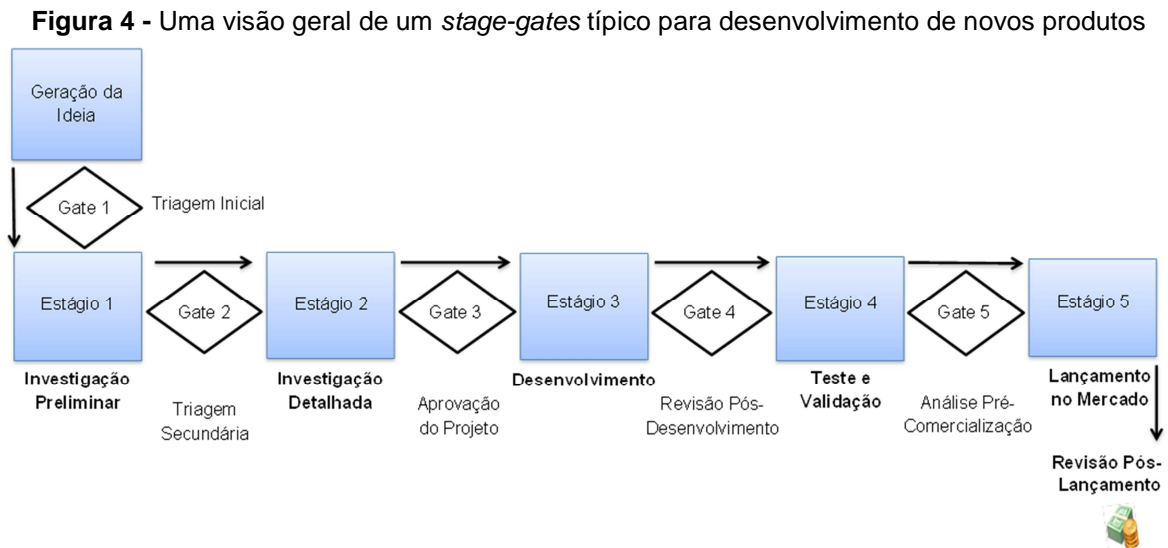 Figura 4 - Uma visão geral de um stage-gates típico para desenvolvimento de novos produtos
Geração da
Ideia
Gate 1
Triagem Inicial
Estágio 1
Gate 2
Estágio 2
Gate 3
Estágio 3
Gate 4
Estágio 4
Gate 5
Estágio 5
Investigação
Preliminar
Triagem
Secundária
Investigação
Detalhada
Aprovação
do Projeto
Desenvolvimento
Revisão Pós-
Desenvolvimento
Teste e
Validação
Análise Pré-
Comercialização
Lançamento
no Mercado
Revisão Pós-
Lançamento